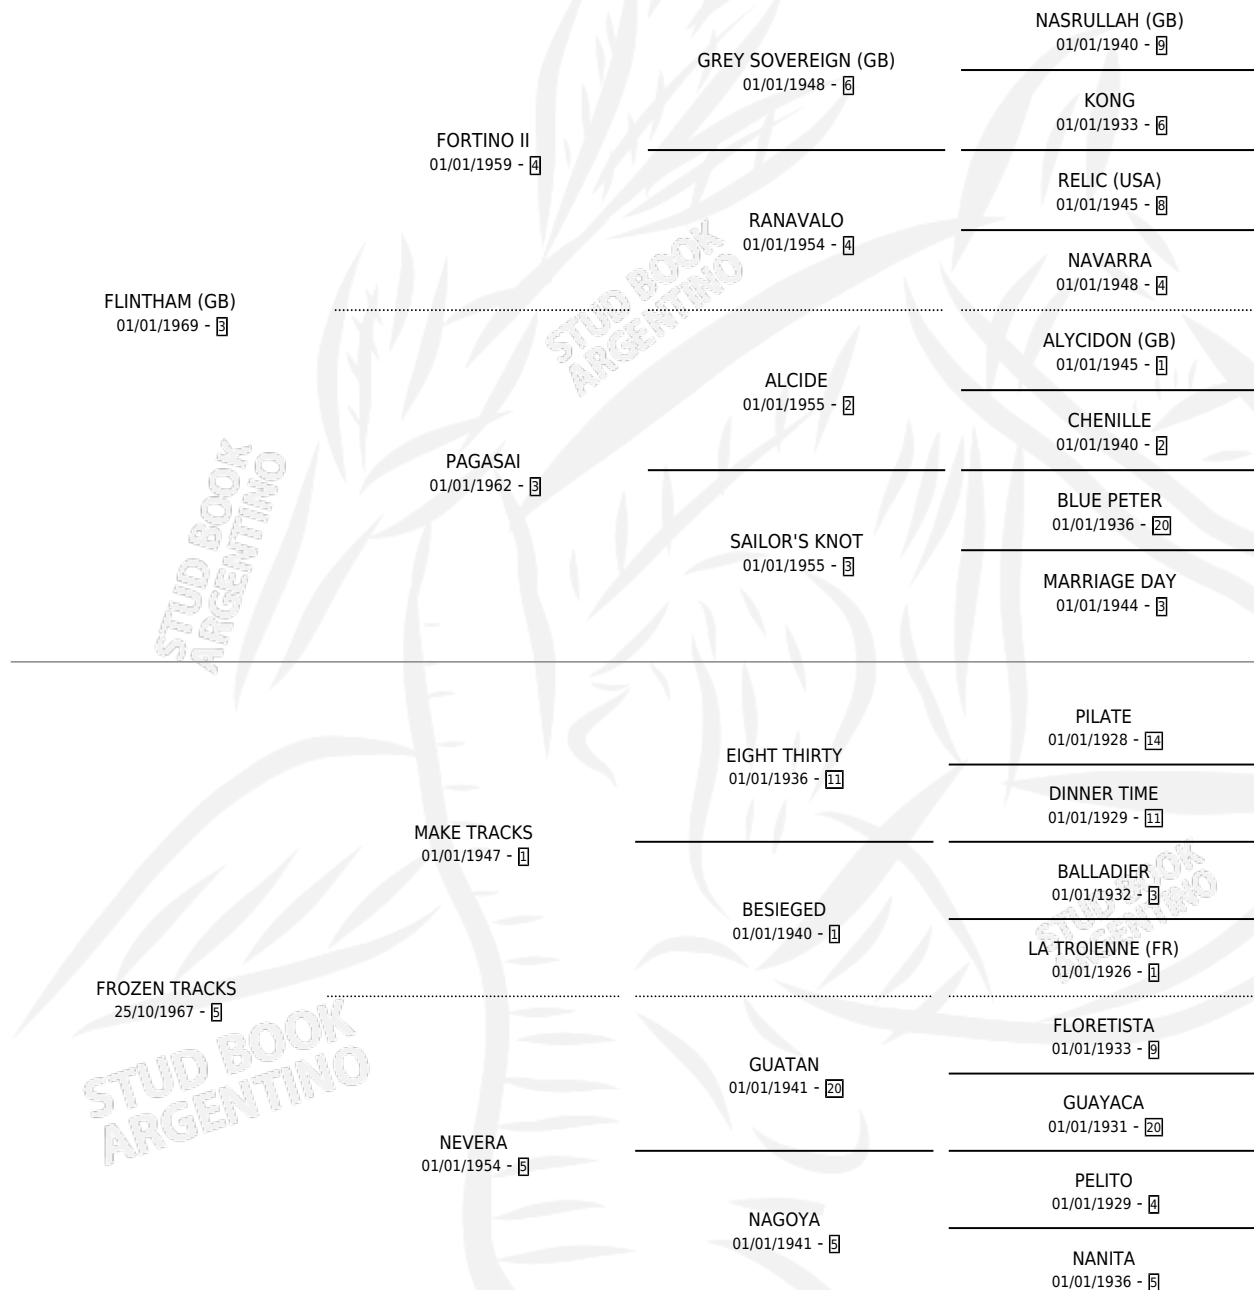 NASRULLAH (GB)
01/01/1940 - 9
GREY SOVEREIGN (GB)
01/01/1948 - 6
KONG
01/01/1933 - 6
FORTINO II
01/01/1959 - 4
RELIC (USA)
01/01/1945 - 8
RANAVALO
01/01/1954 - 4
NAVARRA
01/01/1948 - 4
FLINTHAM (GB)
01/01/1969 - 3
ALYCIDON (GB)
01/01/1945 - 1
ALCIDE
01/01/1955 - 2
CHENILLE
01/01/1940 - 2
PAGASAI
01/01/1962 - 3
BLUE PETER
01/01/1936 - 20
SAILOR'S KNOT
01/01/1955 - 3
MARRIAGE DAY
01/01/1944 - 3
PILATE
01/01/1928 - 14
EIGHT THIRTY
01/01/1936 - 11
DINNER TIME
01/01/1929 - 11
MAKE TRACKS
01/01/1947 - 1
BALLADIER
01/01/1932 - 3
BESIEGED
01/01/1940 - 1
LA TROIENNE (FR)
01/01/1926 - 1
FROZEN TRACKS
25/10/1967 - 5
FLORETISTA
01/01/1933 - 9
GUATAN
01/01/1941 - 20
GUAYACA
01/01/1931 - 20
NEVERA
01/01/1954 - 5
PELITO
01/01/1929 - 4
NAGOYA
01/01/1941 - 5
NANITA
01/01/1936 - 5
STUD BOOK
ARGENTINO
STUD BOOK
ARGENTINO
STUD BOOK
ARGENTINO
STUD BOOK
ARGENTINO